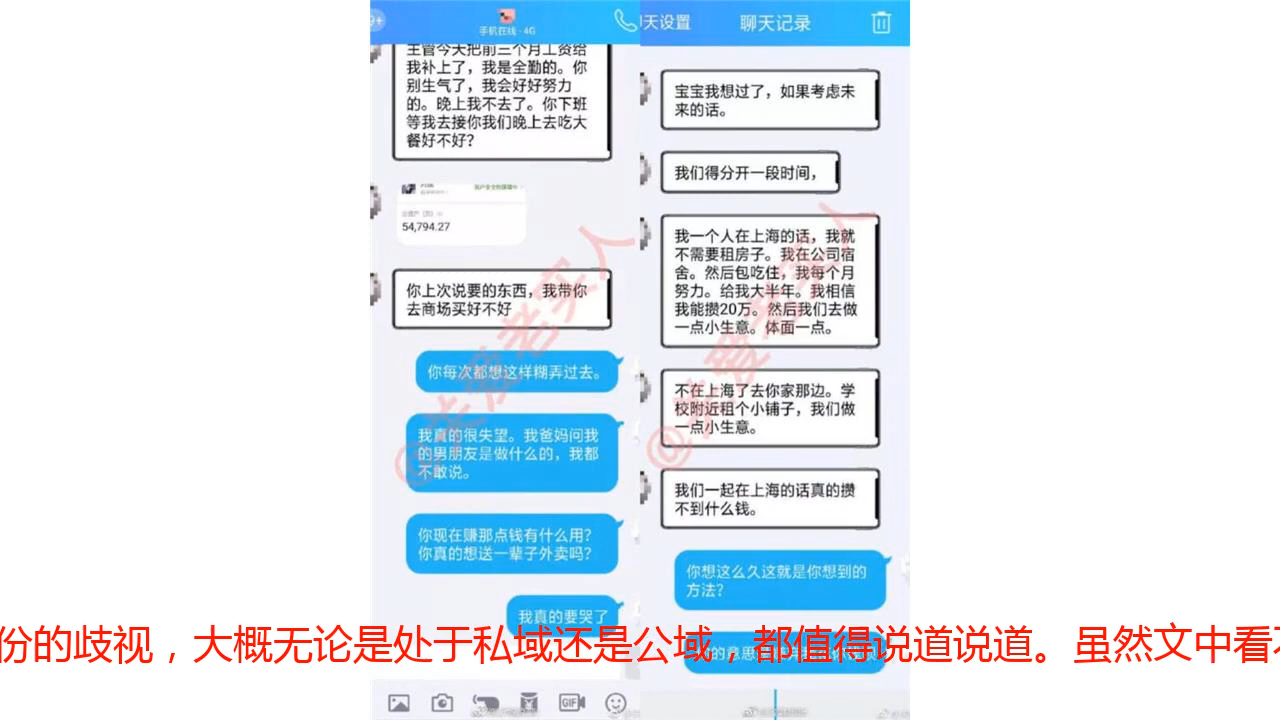 9+
手机在线 - 4G
主管今天把前三个月工资给
我补上了，我是全勤的。你
别生气了，我会好好努力
的。晚上我不去了。你下班
等我去接你我们晚上去吃大
餐好不好？
54,794.27
你上次说要的东西，我带你
去商场买好不好
你每次都想这样糊弄过去。
我真的很失望。我爸妈问我
的男朋友是做什么的，我都
不敢说。
你现在赚那点钱有什么用？
你真的想送一辈子外卖吗？
我真的要哭了
GIF
天设置
聊天记录
宝宝我想过了，如果考虑未
来的话。
我们得分开一段时间，
我一个人在上海的话，我就
不需要租房子。我在公司宿
舍。然后包吃住，我每个月
努力。给我大半年。我相信
我能攒20万。然后我们去做
一点小生意。体面一点。
不在上海了去你家那边。学
校附近租个小铺子，我们做
一点小生意。
我们一起在上海的话真的攒
不到什么钱。
你想这么久这就是你想到的
方法？
的意思
@关爱老实人
@关爱老实人
份的歧视，大概无论是处于私域还是公域，都值得说道说道。虽然文中看不